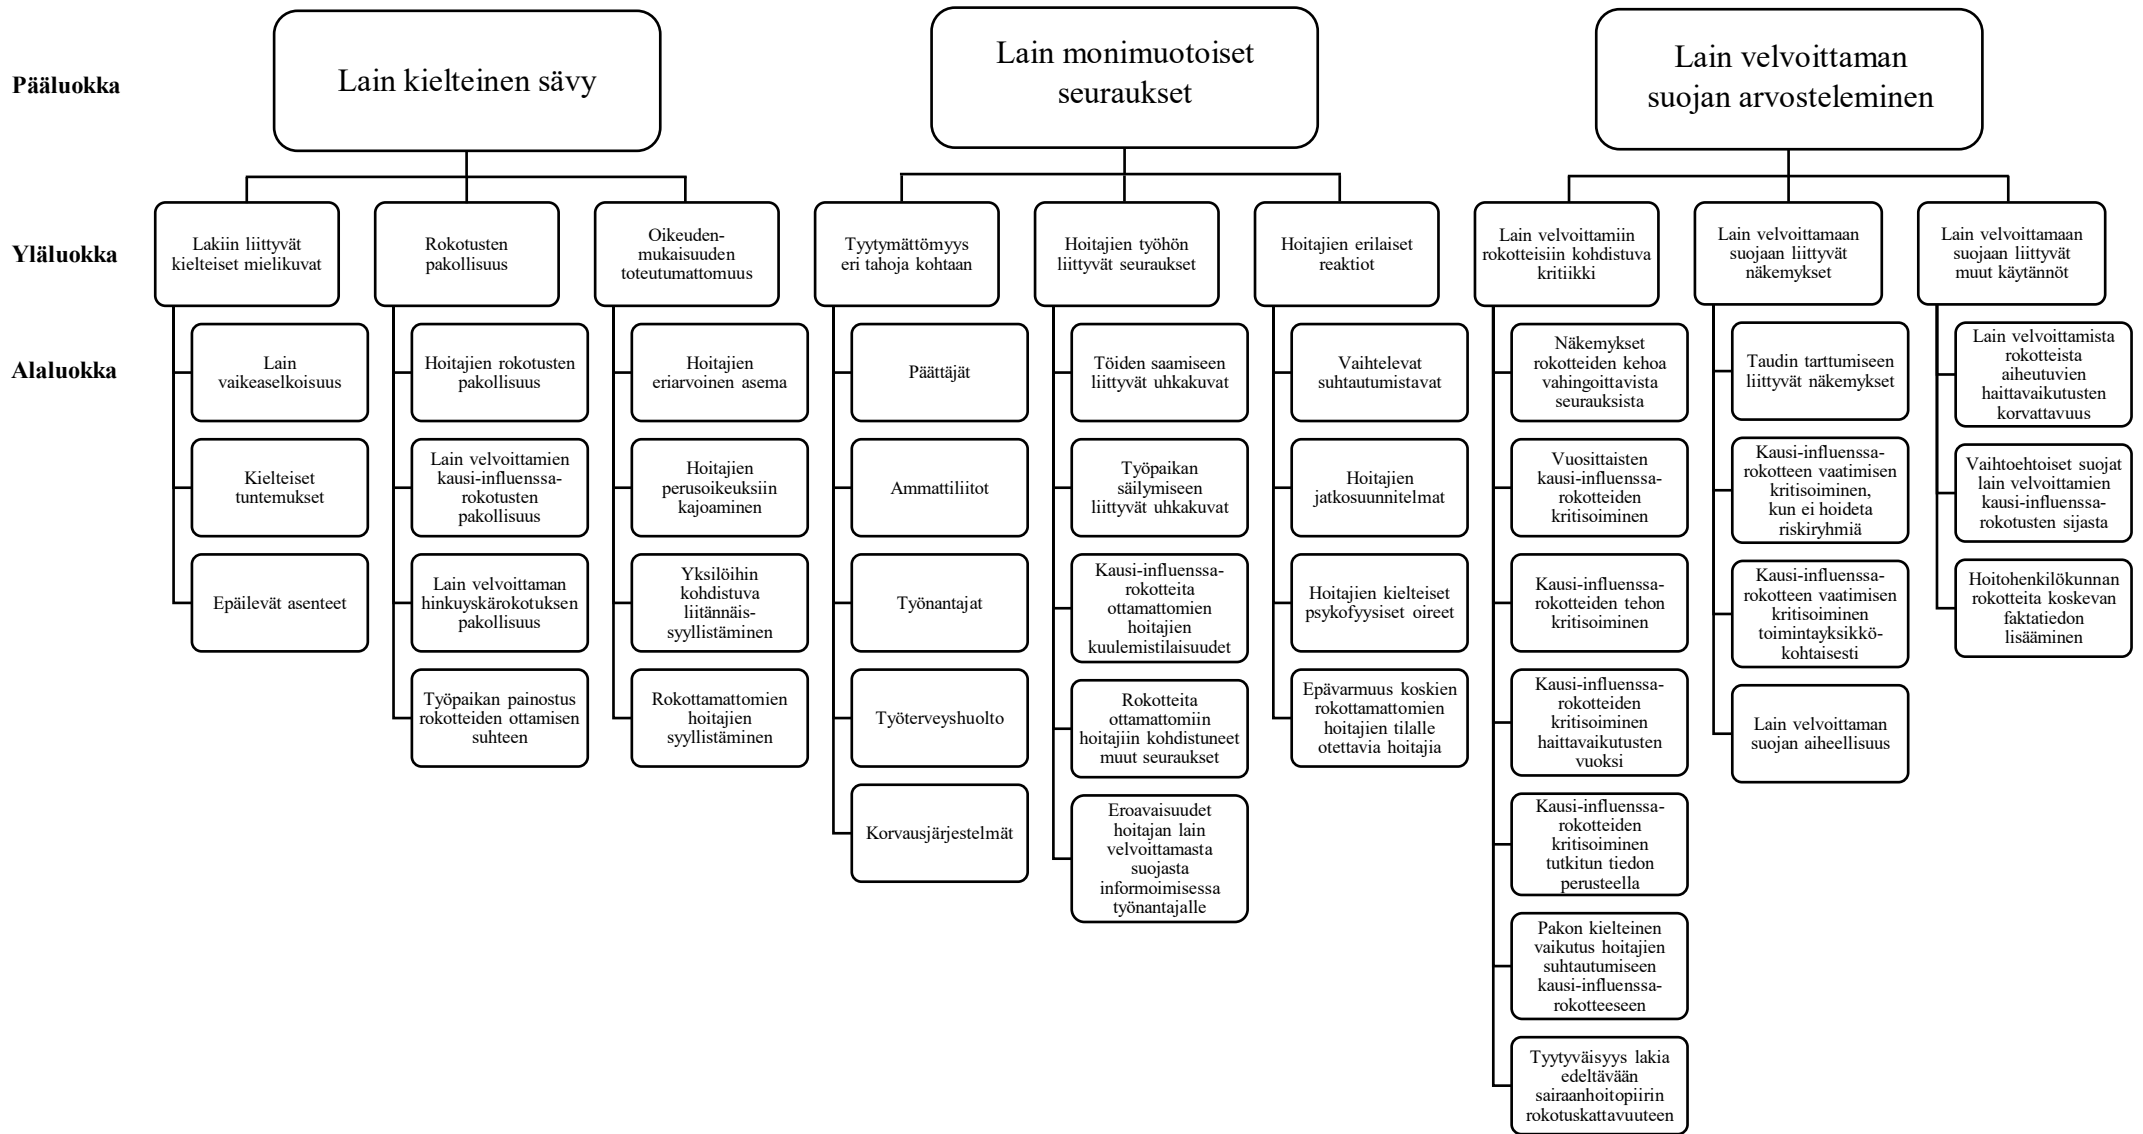 Pääluokka
Lain kielteinen sävy
Lain monimuotoiset
seuraukset
Lain velvoittaman
suojan arvosteleminen
Yläluokka
Lakiin liittyvät
kielteiset mielikuvat
Rokotusten
pakollisuus
Oikeuden-
mukaisuuden
toteutumattomuus
Tyytymättömyys
eri tahoja kohtaan
Hoitajien työhön
liittyvät seuraukset
Hoitajien erilaiset
reaktiot
Lain velvoittamiin
rokotteisiin kohdistuva
kritiikki
Lain velvoittamaan
suojaan liittyvät
näkemykset
Lain velvoittamaan
suojaan liittyvät
muut käytännöt
Alaluokka
Lain
vaikeaselkoisuus
Kielteiset
tuntemukset
Epäilevät asenteet
Hoitajien rokotusten
pakollisuus
Lain velvoittamien
kausi-influenssa-
rokotusten
pakollisuus
Lain velvoittaman
hinkuyskärokotuksen
pakollisuus
Työpaikan painostus
rokotteiden ottamisen
suhteen
Hoitajien
eriarvoinen asema
Hoitajien
perusoikeuksiin
kajoaminen
Yksilöihin
kohdistuva
liitännäis-
syyllistäminen
Rokottamattomien
hoitajien
syyllistäminen
Päättäjät
Ammattiliitot
Työnantajat
Työterveyshuolto
Korvausjärjestelmät
Töiden saamiseen
liittyvät uhkakuvat
Työpaikan
säilymiseen
liittyvät uhkakuvat
Kausi-influenssa-
rokotteita
ottamattomien
hoitajien
kuulemistilaisuudet
Rokotteita
ottamattomiin
hoitajiin kohdistuneet
muut seuraukset
Eroavaisuudet
hoitajan lain
velvoittamasta
suojasta
informoimisessa
työnantajalle
Vaihtelevat
suhtautumistavat
Hoitajien
jatkosuunnitelmat
Hoitajien kielteiset
psykofyysiset oireet
Epävarmuus koskien
rokottamattomien
hoitajien tilalle
otettavia hoitajia
Näkemykset
rokotteiden kehoa
vahingoittavista
seurauksista
Vuosittaisten
kausi-influenssa-
rokotteiden
kritisoiminen
Kausi-influenssa-
rokotteiden tehon
kritisoiminen
Kausi-influenssa-
rokotteiden
kritisoiminen
haittavaikutusten
vuoksi
Kausi-influenssa-
rokotteiden
kritisoiminen
tutkitun tiedon
perusteella
Pakon kielteinen
vaikutus hoitajien
suhtautumiseen
kausi-influenssa-
rokotteeseen
Tyytyväisyys lakia
edeltävään
sairaanhoitopiirin
rokotuskattavuuteen
Taudin tarttumiseen
liittyvät näkemykset
Kausi-influenssa-
rokotteen vaatimisen
kritisoiminen,
kun ei hoideta
riskiryhmiä
Kausi-influenssa-
rokotteen vaatimisen
kritisoiminen
toimintayksikkö-
kohtaisesti
Lain velvoittaman
suojan aiheellisuus
Lain velvoittamista
rokotteista
aiheutuvien
haittavaikutusten
korvattavuus
Vaihtoehtoiset suojat
lain velvoittamien
kausi-influenssa-
rokotusten sijasta
Hoitohenkilökunnan
rokotteita koskevan
faktatiedon
lisääminen